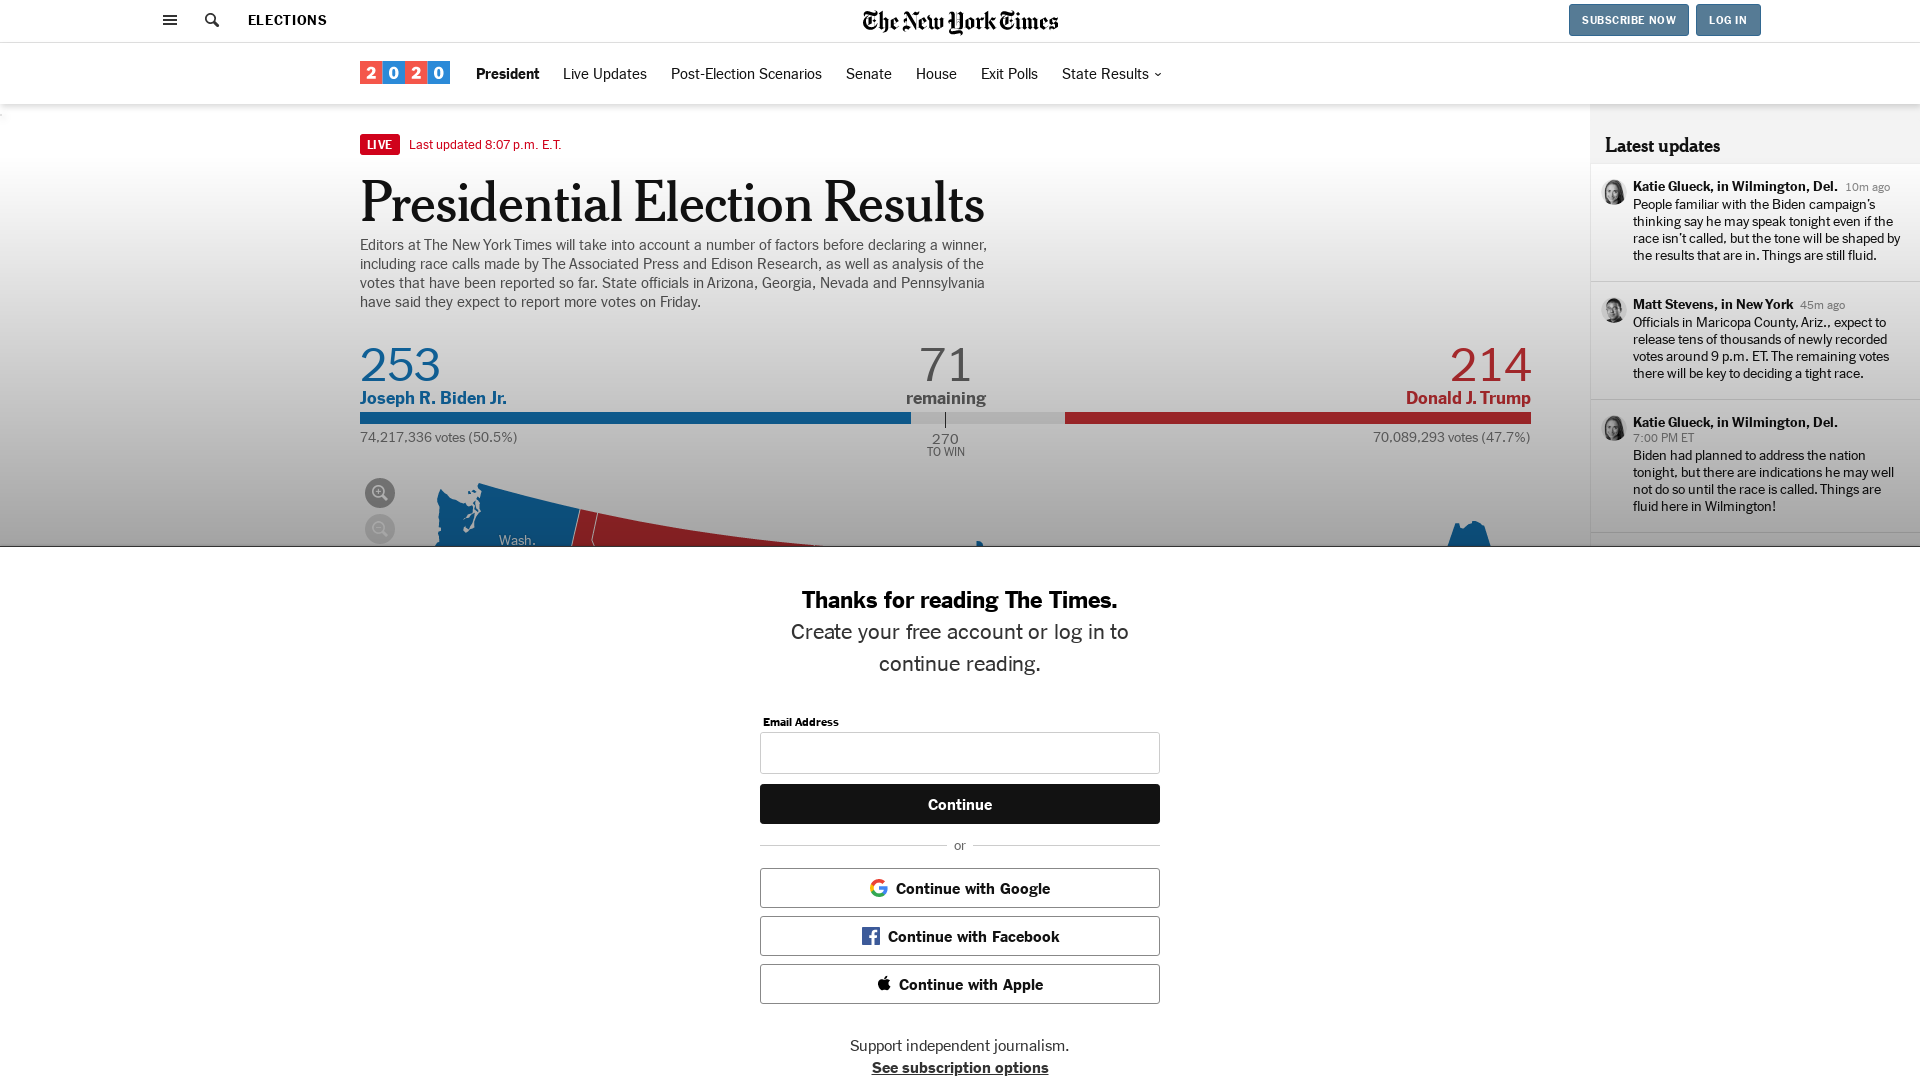 ELECTIONS
The New York Times
SUBSCRIBE NOW
LOG IN
2020
President
Live Updates
Post-Election Scenarios
Senate
House
Exit Polls
State Results
LIVE
Last updated 8:07 p.m. E.T.
Presidential Election Results
Editors at The New York Times will take into account a number of factors before declaring a winner,
including race calls made by The Associated Press and Edison Research, as well as analysis of the
votes that have been reported so far. State officials in Arizona, Georgia, Nevada and Pennsylvania
have said they expect to report more votes on Friday.
253
Joseph R. Biden Jr.
71
remaining
214
Donald J. Trump
74,217,336 votes (50.5%)
270
TO WIN
70,089,293 votes (47.7%)
Wash.
Latest updates
Katie Glueck, in Wilmington, Del. 10m ago
People familiar with the Biden campaign's
thinking say he may speak tonight even if the
race isn't called, but the tone will be shaped by
the results that are in. Things are still fluid.
Matt Stevens, in New York 45m ago
Officials in Maricopa County, Ariz., expect to
release tens of thousands of newly recorded
votes around 9 p.m. ET. The remaining votes
there will be key to deciding a tight race.
Katie Glueck, in Wilmington, Del.
7:00 PM ET
Biden had planned to address the nation
tonight, but there are indications he may well
not do so until the race is called. Things are
fluid here in Wilmington!
Thanks for reading The Times.
Create your free account or log in to
continue reading.
Email Address
Continue
or
Continue with Google
Continue with Facebook
Continue with Apple
Support independent journalism.
See subscription options